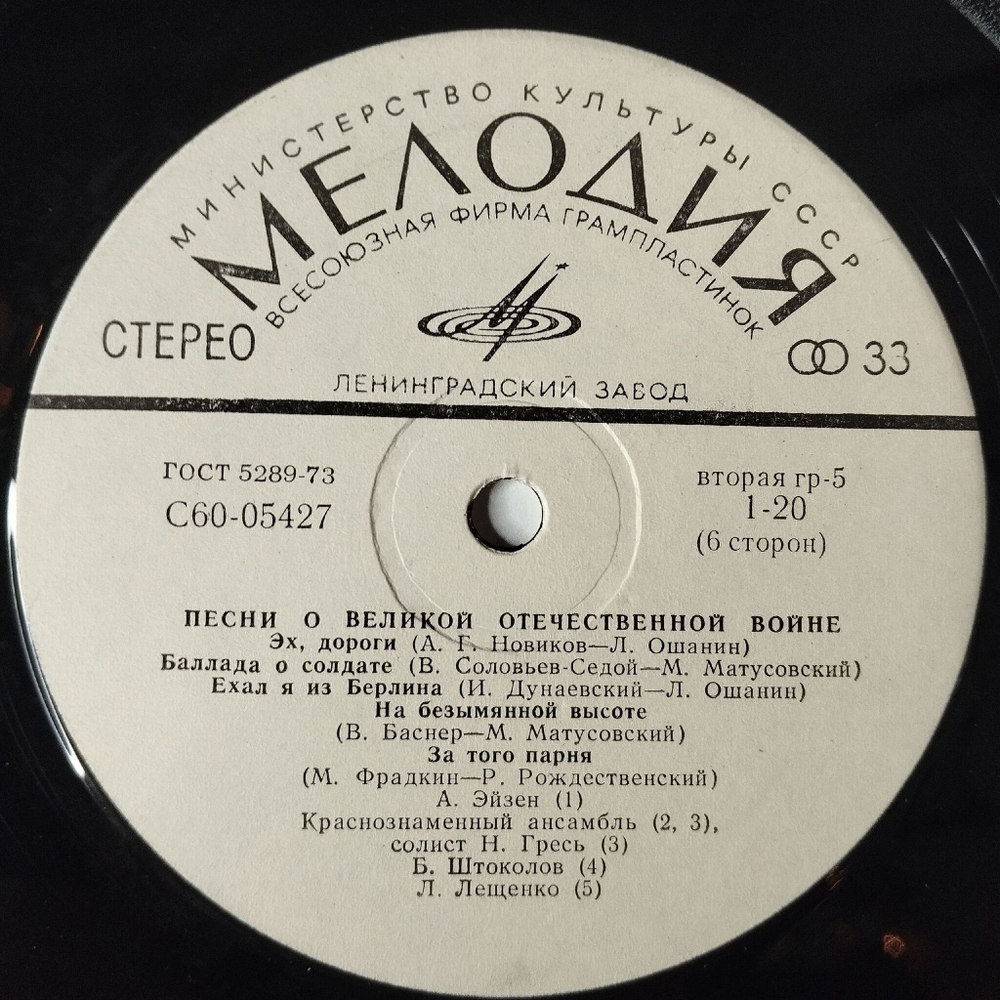 МИНИСТЕРСТВО КУЛЬТУРЫ СССР
МЕЛОДИЯ
ВСЕСОЮЗНАЯ ФИРМА ГРАМПЛАСТИНОК
СТЕРЕО
33
ЛЕНИНГРАДСКИЙ ЗАВОД
ГОСТ 5289-73
С60-05427
вторая гр-5
1-20
(6 сторон)
ПЕСНИ О ВЕЛИКОЙ ОТЕЧЕСТВЕННОЙ ВОЙНЕ
Эх, дороги (А. Г. Новиков—Л. Ошанин)
Баллада о солдате (В. Соловьев-Седой—М. Матусовский)
Ехал я из Берлина (И. Дунаевский—Л. Ошанин)
На безымянной высоте
(В. Баснер—М. Матусовский)
За того парня
(М. Фрадкин—Р. Рождественский)
А. Эйзен (1)
Краснознаменный ансамбль (2, 3),
солист Н. Гресь (3)
Б. Штоколов (4)
Л. Лещенко (5)